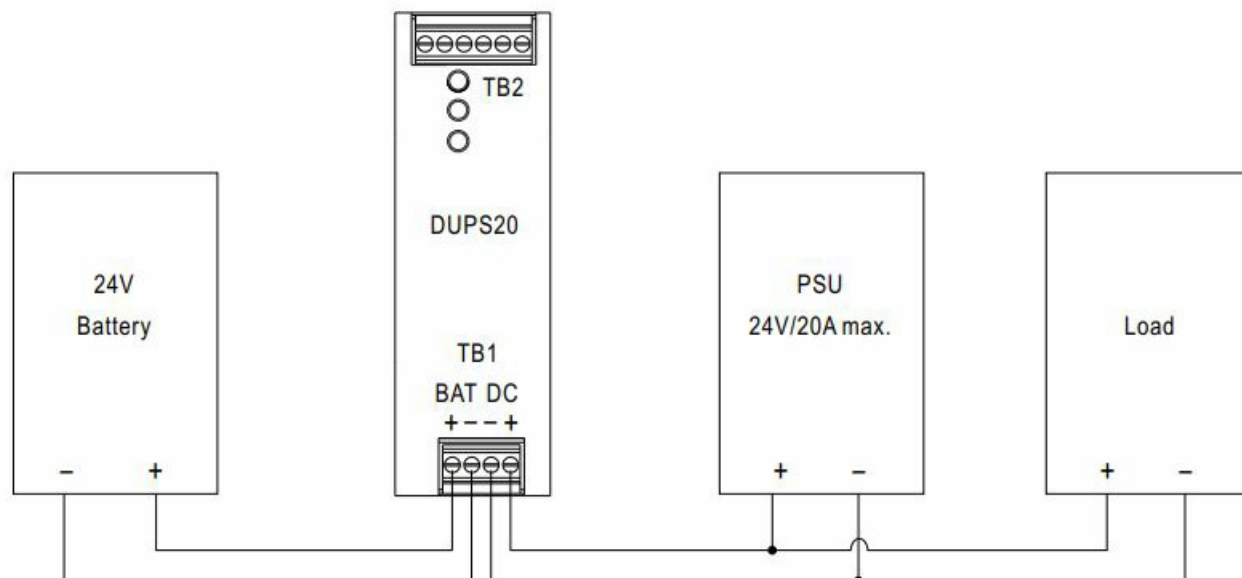 TB2
DUPS20
24V
Battery
PSU
24V/20A max.
Load
TB1
BAT DC
+ − − +
− +
+ −
+ −